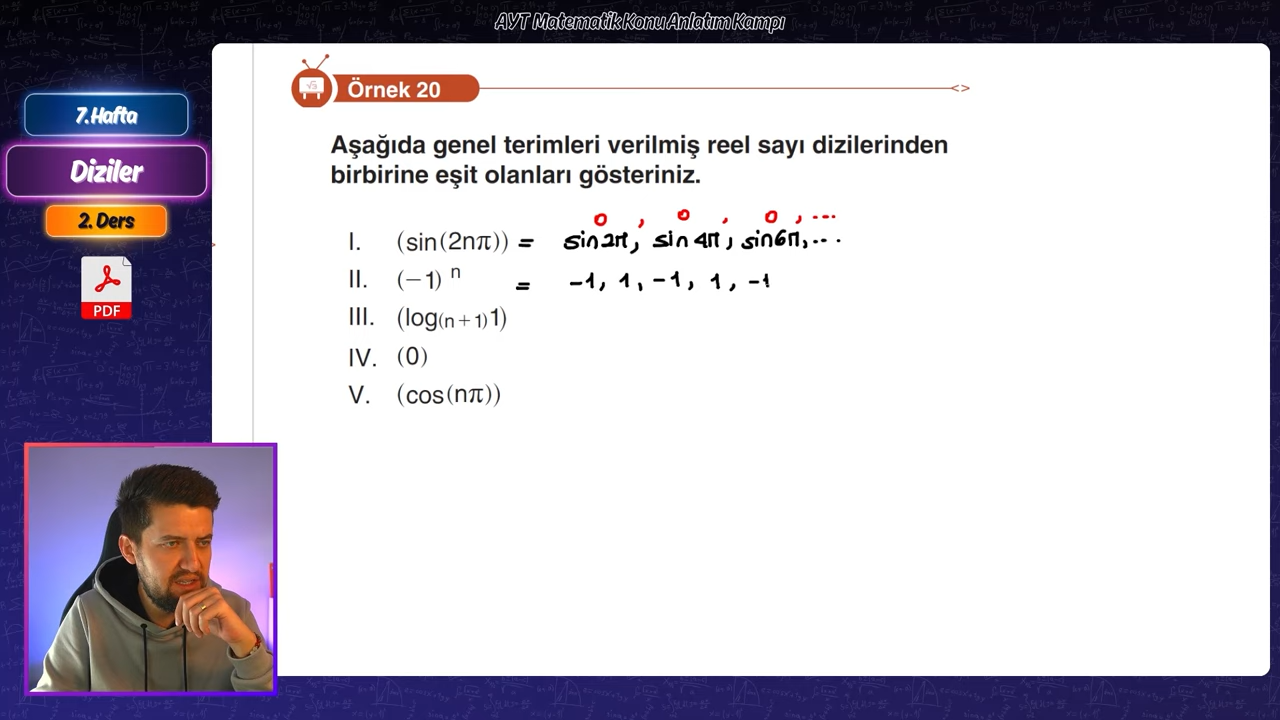 AYT Matematik Konu Anlatım Kampı
7.Hafta
Diziler
2. Ders
PDF
√5
Örnek 20
<>
Aşağıda genel terimleri verilmiş reel sayı dizilerinden
birbirine eşit olanları gösteriniz.
0 , 0 , 0 , ...
I. (sin(2nπ)) = sin2π, sin4π, sin6π, ...
II. (−1)ⁿ = -1, 1, -1, 1, -1
III. (log(n + 1)1)
IV. (0)
V. (cos(nπ))